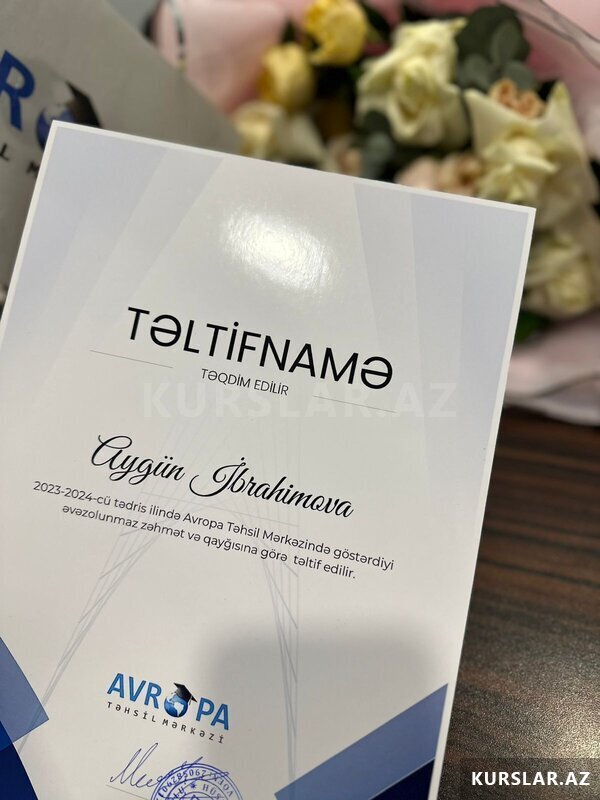 TƏLTİFNAMƏ
TƏQDİM EDİLİR
KURSLAR.AZ
Aygün İbrahimova
2023-2024-cü tədris ilində Avropa Təhsil Mərkəzində göstərdiyi
əvəzolunmaz zəhmət və qayğısına görə təltif edilir.
AVROPA
TƏHSİL MƏRKƏZİ
KURSLAR.AZ